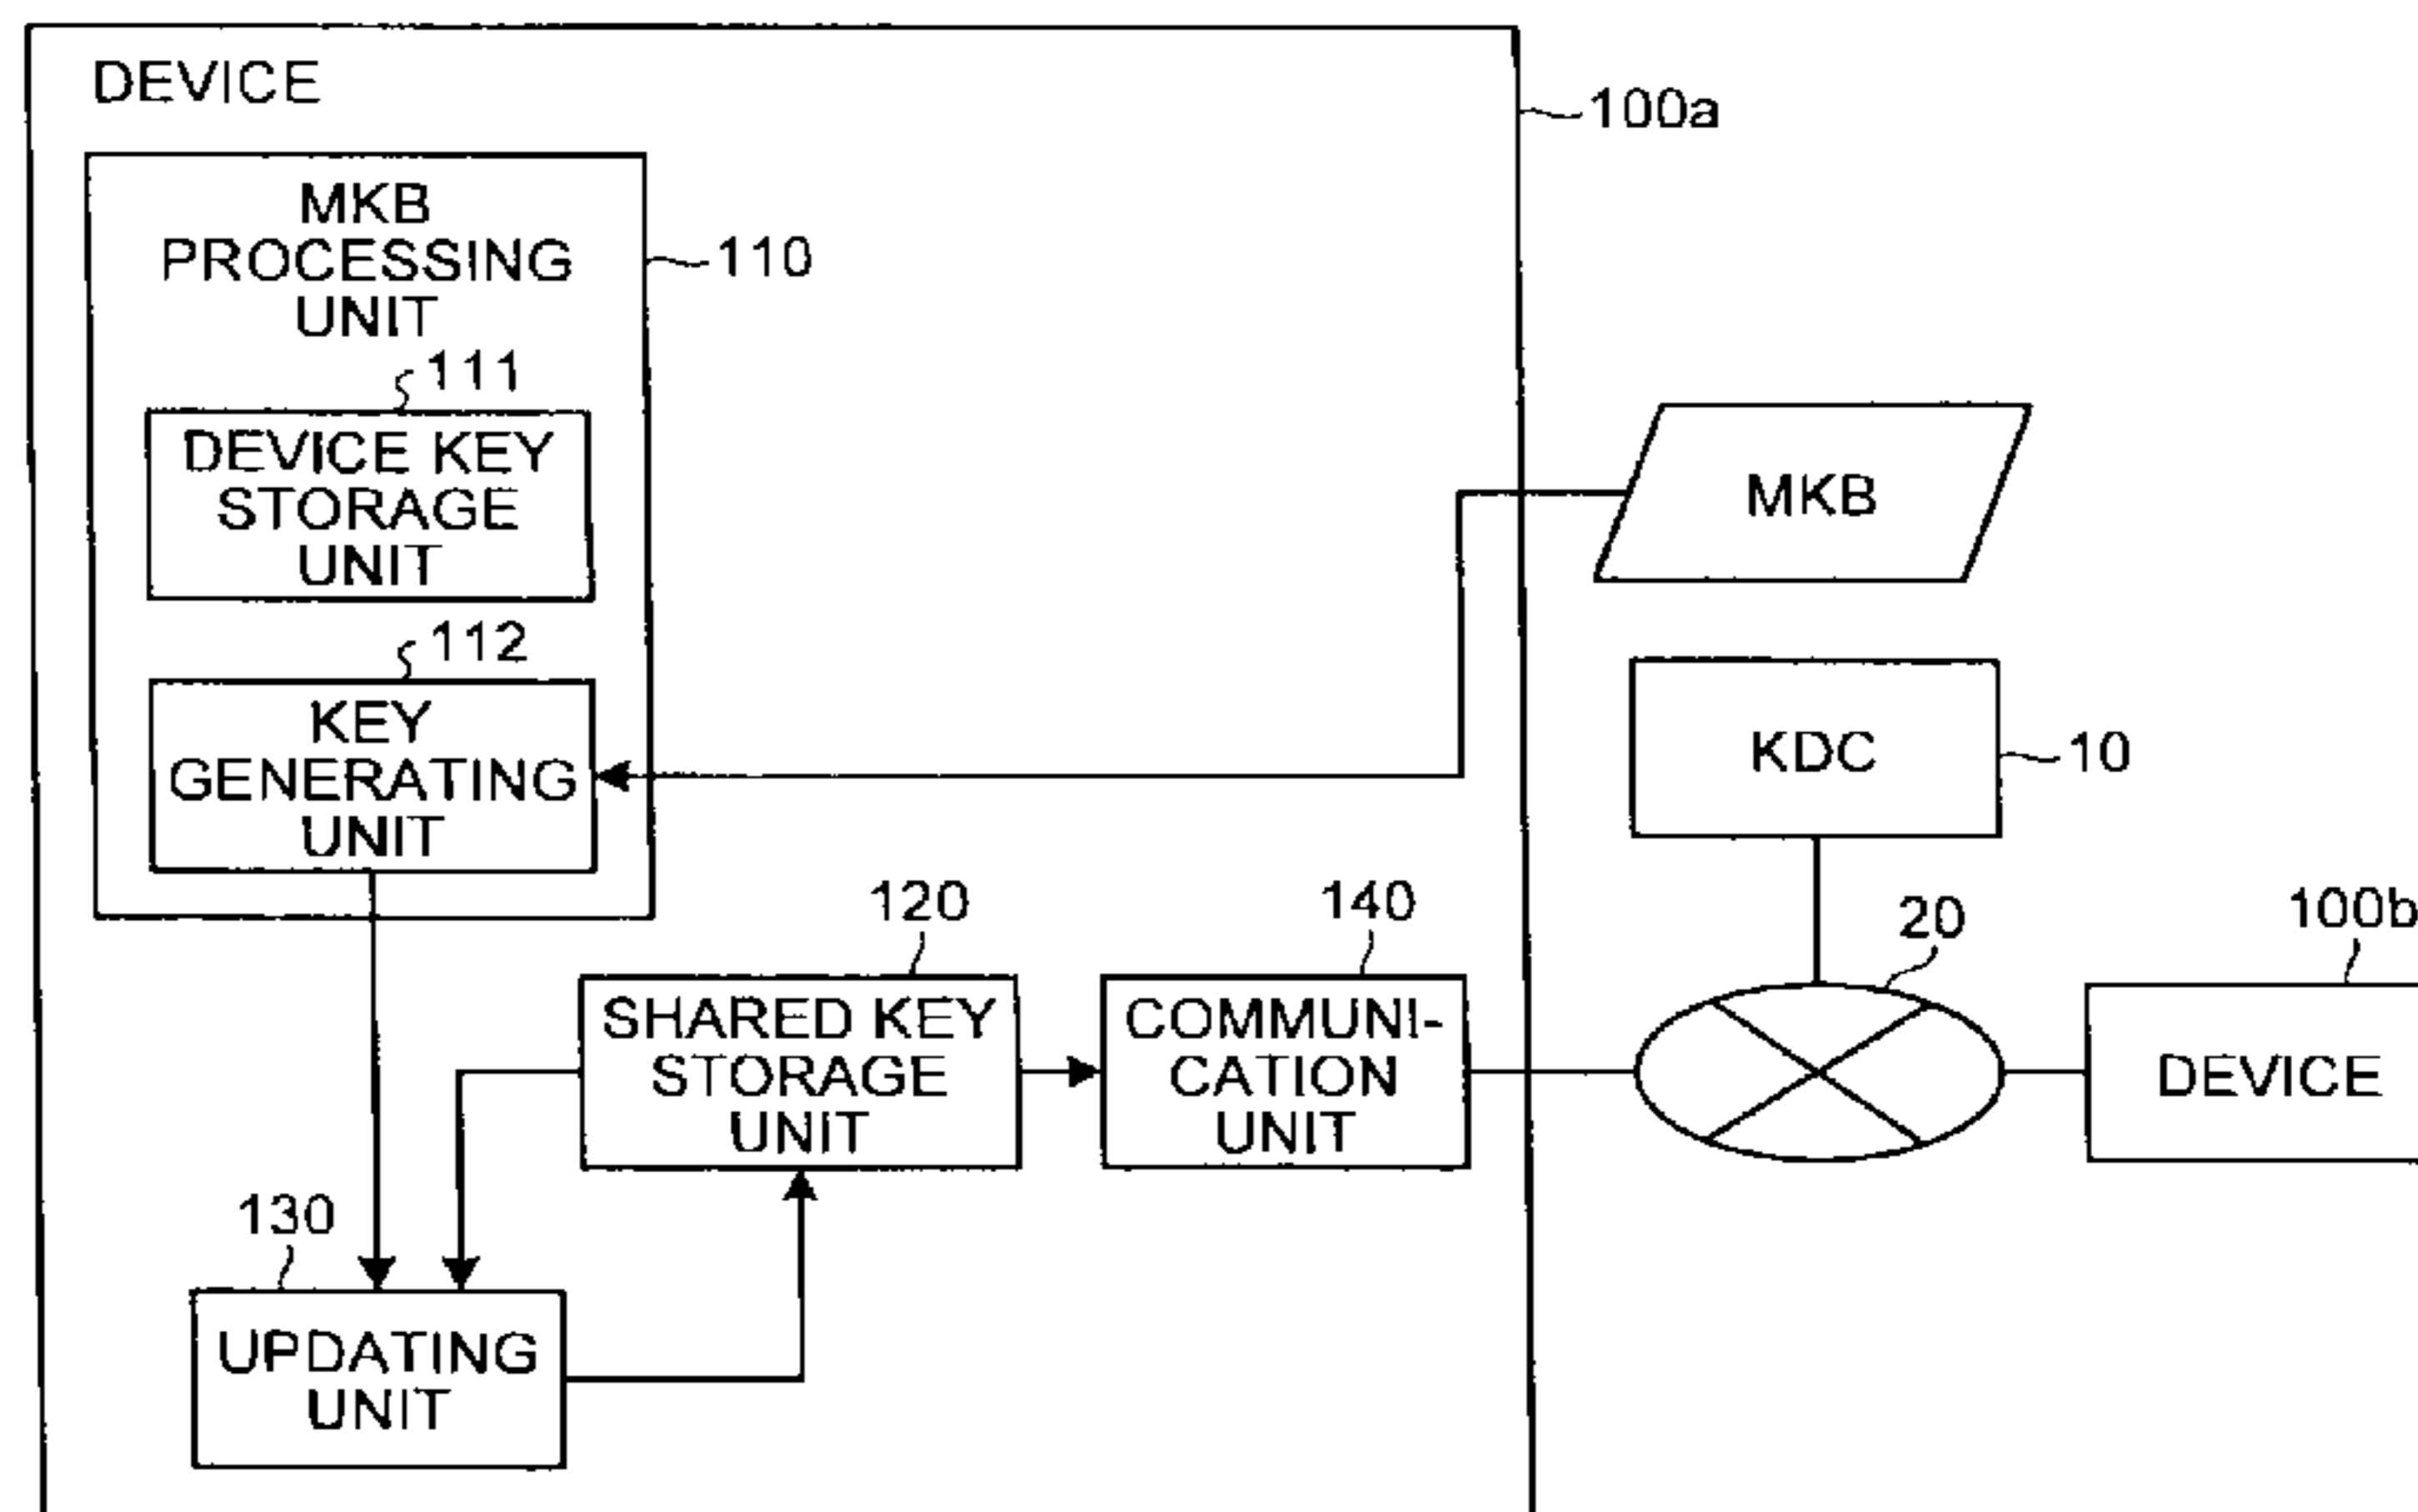 DEVICE
100a
MKB
PROCESSING
UNIT
110
111
DEVICE KEY
STORAGE
UNIT
MKB
112
KEY
GENERATING
UNIT
KDC
10
120
140
20
100b
SHARED KEY
STORAGE
UNIT
COMMUNI-
CATION
UNIT
DEVICE
130
UPDATING
UNIT